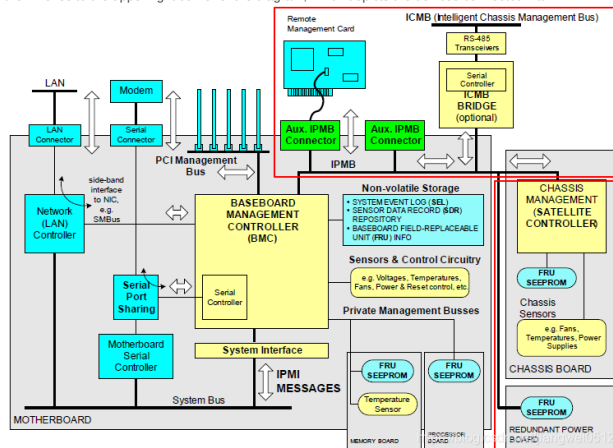 Remote
Management Card
ICMB (Intelligent Chassis Management Bus)
RS-485
Transceivers
Serial
Controller
ICMB
BRIDGE
(optional)
LAN
Modem
LAN
Connector
Serial
Connector
Aux. IPMB
Connector
Aux. IPMB
Connector
PCI Management
Bus
IPMB
side-band
interface
to NIC,
e.g.
SMBus
Network
(LAN)
Controller
BASEBOARD
MANAGEMENT
CONTROLLER
(BMC)
Serial
Controller
Non-volatile Storage
• SYSTEM EVENT LOG (SEL)
• SENSOR DATA RECORD (SDR)
REPOSITORY
• BASEBOARD FIELD-REPLACEABLE
UNIT (FRU) INFO
Sensors & Control Circuitry
e.g. Voltages, Temperatures,
Fans, Power & Reset control, etc.
CHASSIS
MANAGEMENT
(SATELLITE
CONTROLLER)
FRU
SEEPROM
Chassis
Sensors
e.g. Fans,
Temperatures, Power
Supplies
CHASSIS BOARD
Serial
Port
Sharing
Motherboard
Serial
Controller
Private Management Busses
System Interface
IPMI
MESSAGES
System Bus
MOTHERBOARD
FRU
SEEPROM
Temperature
Sensor
MEMORY BOARD
FRU
SEEPROM
PROCESSOR
BOARD
FRU
SEEPROM
REDUNDANT POWER
BOARD